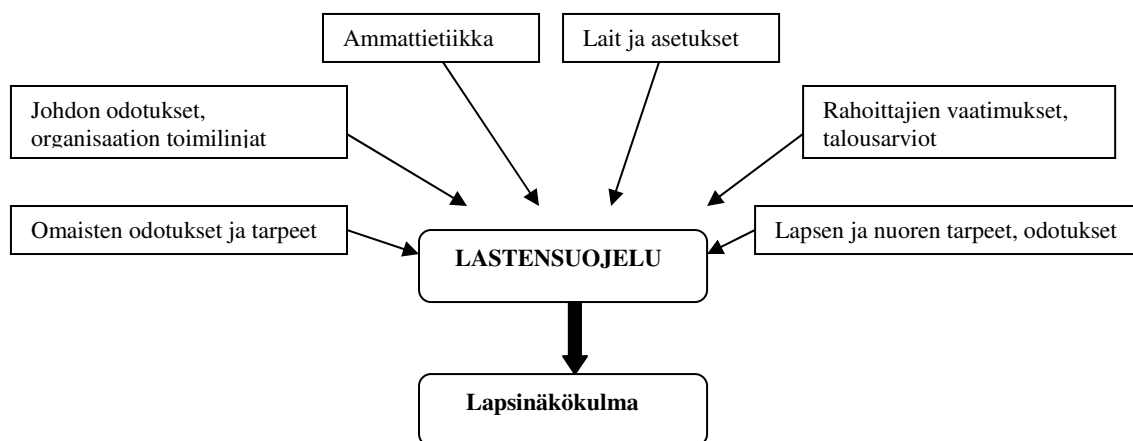 Ammattietiikka
Lait ja asetukset
Johdon odotukset,
organisaation toimilinjat
Rahoittajien vaatimukset,
talousarviot
Omaisten odotukset ja tarpeet
LASTENSUOJELU
Lapsen ja nuoren tarpeet, odotukset
Lapsinäkökulma